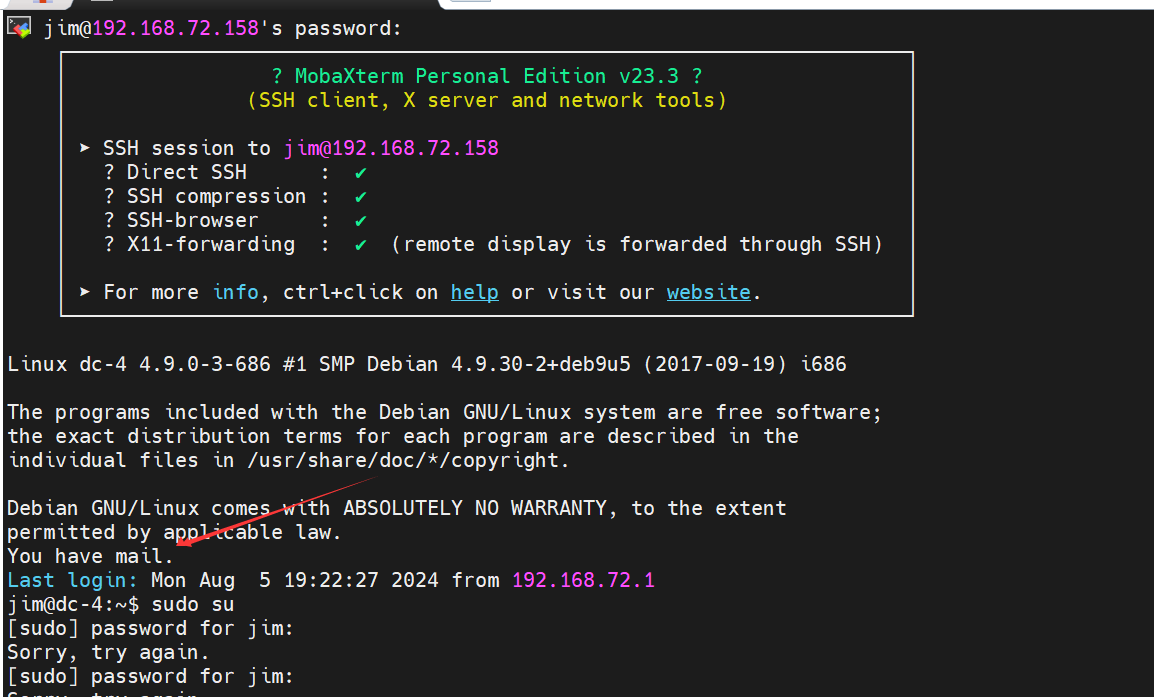 jim@192.168.72.158's password:
? MobaXterm Personal Edition v23.3 ?
(SSH client, X server and network tools)
➤ SSH session to jim@192.168.72.158
? Direct SSH : ✔
? SSH compression : ✔
? SSH-browser : ✔
? X11-forwarding : ✔ (remote display is forwarded through SSH)
➤ For more info, ctrl+click on help or visit our website.
Linux dc-4 4.9.0-3-686 #1 SMP Debian 4.9.30-2+deb9u5 (2017-09-19) i686
The programs included with the Debian GNU/Linux system are free software;
the exact distribution terms for each program are described in the
individual files in /usr/share/doc/*/copyright.
Debian GNU/Linux comes with ABSOLUTELY NO WARRANTY, to the extent
permitted by applicable law.
You have mail.
Last login: Mon Aug  5 19:22:27 2024 from 192.168.72.1
jim@dc-4:~$ sudo su
[sudo] password for jim:
Sorry, try again.
[sudo] password for jim: